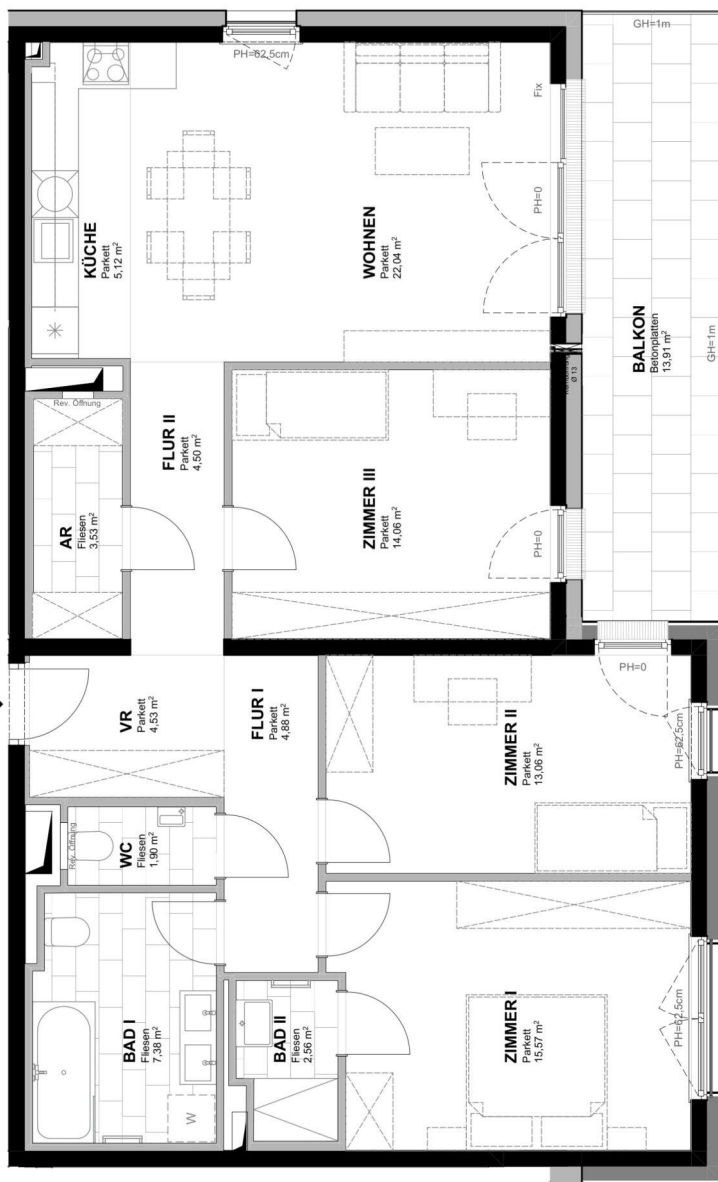 GH=1m
PH=62,5cm
Fix
KÜCHE
Parkett
5,12 m²
WOHNEN
Parkett
22,04 m²
PH=0
BALKON
Betonplatten
13,91 m²
GH=1m
Ø 13
Rev. Öffnung
AR
Fliesen
3,53 m²
FLUR II
Parkett
4,50 m²
ZIMMER III
Parkett
14,06 m²
PH=0
VR
Parkett
4,53 m²
FLUR I
Parkett
4,88 m²
ZIMMER II
Parkett
13,06 m²
PH=0
PH=62,5cm
Rev. Öffnung
WC
Fliesen
1,90 m²
BAD I
Fliesen
7,38 m²
W
BAD II
Fliesen
2,56 m²
ZIMMER I
Parkett
15,57 m²
PH=62,5cm